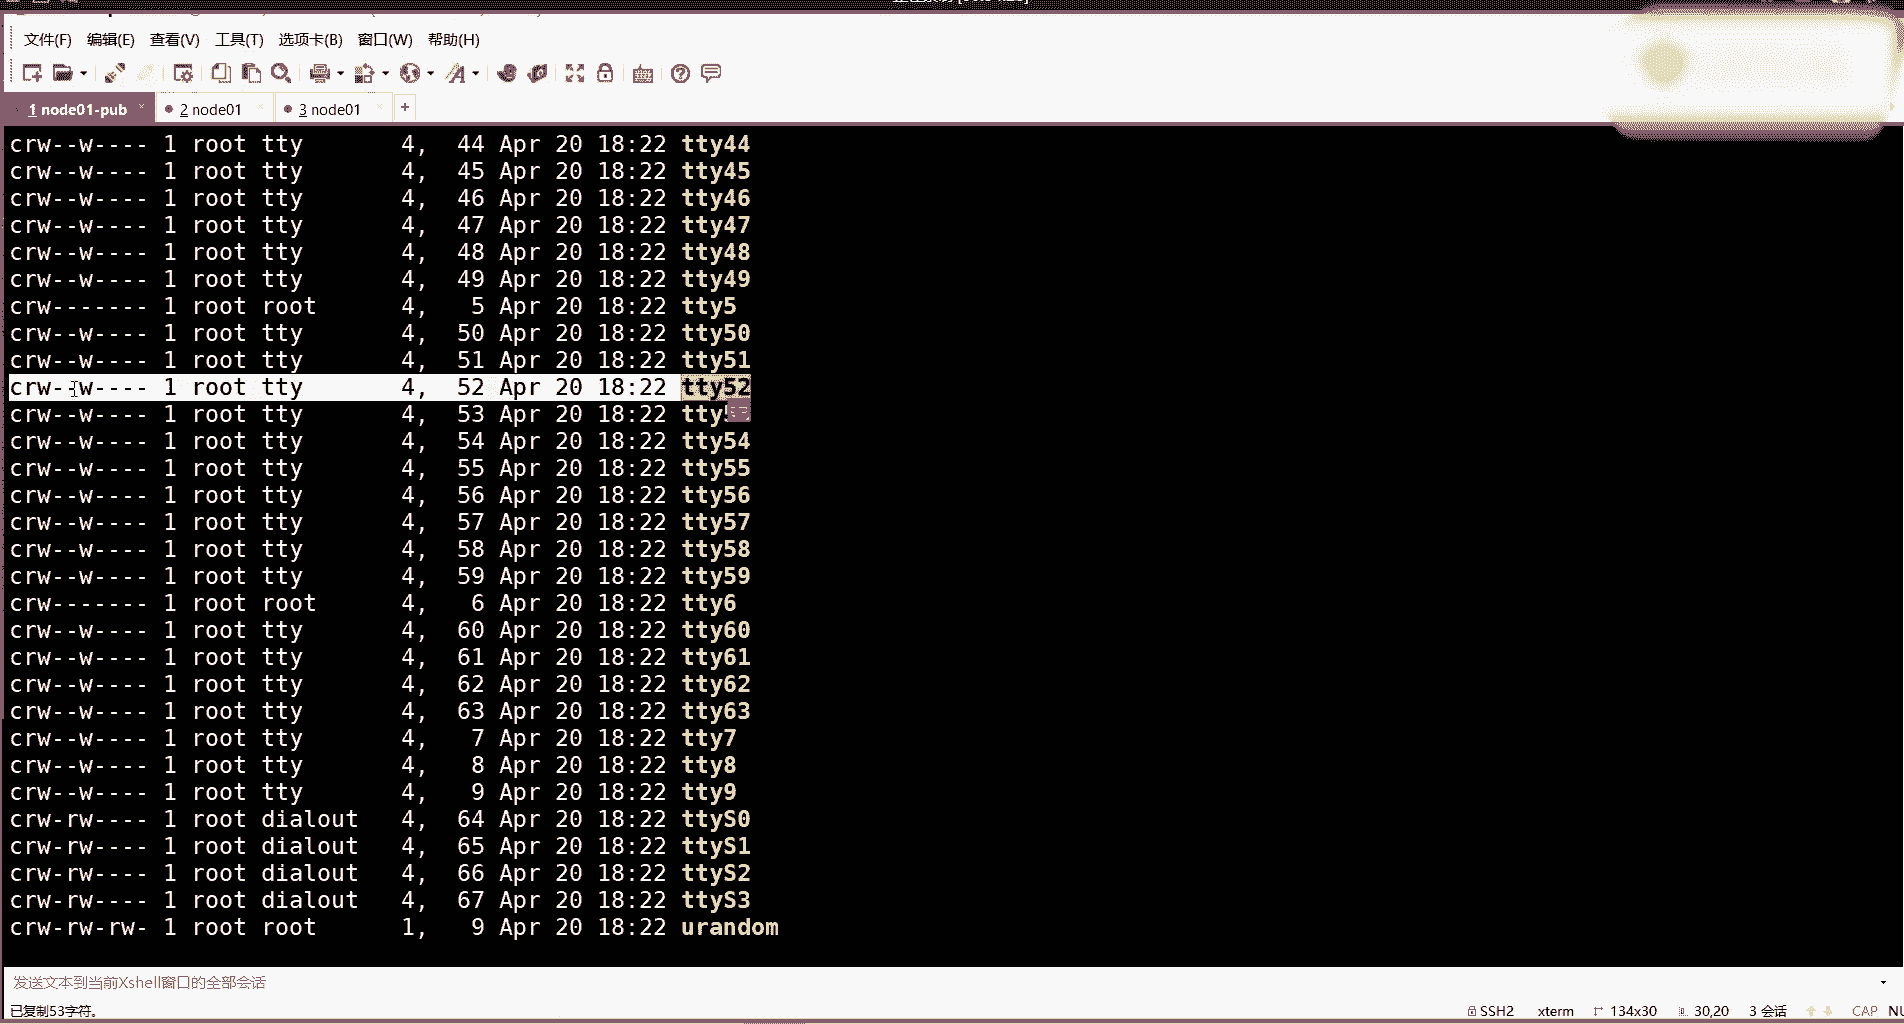 文件(F) 编辑(E) 查看(V) 工具(T) 选项卡(B) 窗口(W) 帮助(H)
1 node01-pub 2 node01 3 node01 +
crw--w---- 1 root tty 4, 44 Apr 20 18:22 tty44
crw--w---- 1 root tty 4, 45 Apr 20 18:22 tty45
crw--w---- 1 root tty 4, 46 Apr 20 18:22 tty46
crw--w---- 1 root tty 4, 47 Apr 20 18:22 tty47
crw--w---- 1 root tty 4, 48 Apr 20 18:22 tty48
crw--w---- 1 root tty 4, 49 Apr 20 18:22 tty49
crw------- 1 root root 4, 5 Apr 20 18:22 tty5
crw--w---- 1 root tty 4, 50 Apr 20 18:22 tty50
crw--w---- 1 root tty 4, 51 Apr 20 18:22 tty51
crw--w---- 1 root tty 4, 52 Apr 20 18:22 tty52
crw--w---- 1 root tty 4, 53 Apr 20 18:22
crw--w---- 1 root tty 4, 54 Apr 20 18:22 tty54
crw--w---- 1 root tty 4, 55 Apr 20 18:22 tty55
crw--w---- 1 root tty 4, 56 Apr 20 18:22 tty56
crw--w---- 1 root tty 4, 57 Apr 20 18:22 tty57
crw--w---- 1 root tty 4, 58 Apr 20 18:22 tty58
crw--w---- 1 root tty 4, 59 Apr 20 18:22 tty59
crw------- 1 root root 4, 6 Apr 20 18:22 tty6
crw--w---- 1 root tty 4, 60 Apr 20 18:22 tty60
crw--w---- 1 root tty 4, 61 Apr 20 18:22 tty61
crw--w---- 1 root tty 4, 62 Apr 20 18:22 tty62
crw--w---- 1 root tty 4, 63 Apr 20 18:22 tty63
crw--w---- 1 root tty 4, 7 Apr 20 18:22 tty7
crw--w---- 1 root tty 4, 8 Apr 20 18:22 tty8
crw--w---- 1 root tty 4, 9 Apr 20 18:22 tty9
crw-rw---- 1 root dialout 4, 64 Apr 20 18:22 ttyS0
crw-rw---- 1 root dialout 4, 65 Apr 20 18:22 ttyS1
crw-rw---- 1 root dialout 4, 66 Apr 20 18:22 ttyS2
crw-rw---- 1 root dialout 4, 67 Apr 20 18:22 ttyS3
crw-rw-rw- 1 root root 1, 9 Apr 20 18:22 urandom
发送文本到当前Xshell窗口的全部会话
已复制53字符。 SSH2 xterm 134x30 30,20 3 会话 CAP